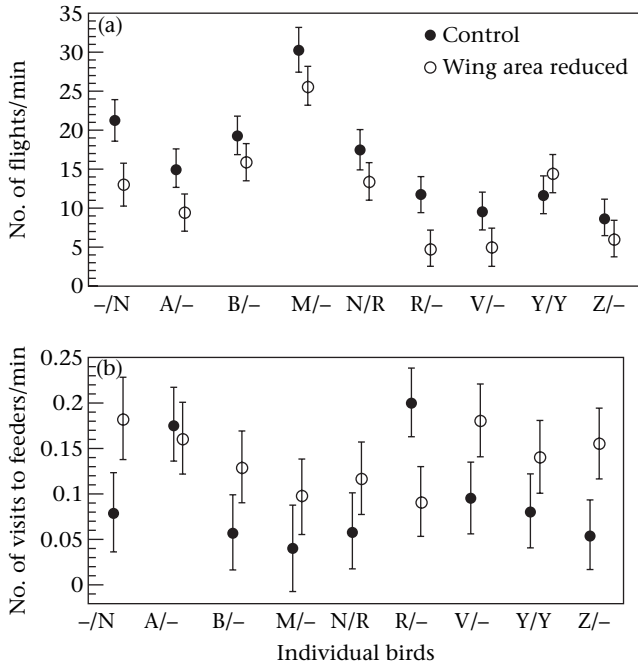 (a)
Control
Wing area reduced
No. of flights/min
35
30
25
20
15
10
5
0
–/N A/– B/– M/– N/R R/– V/– Y/Y Z/–
(b)
No. of visits to feeders/min
0.25
0.2
0.15
0.1
0.05
0
–/N A/– B/– M/– N/R R/– V/– Y/Y Z/–
Individual birds